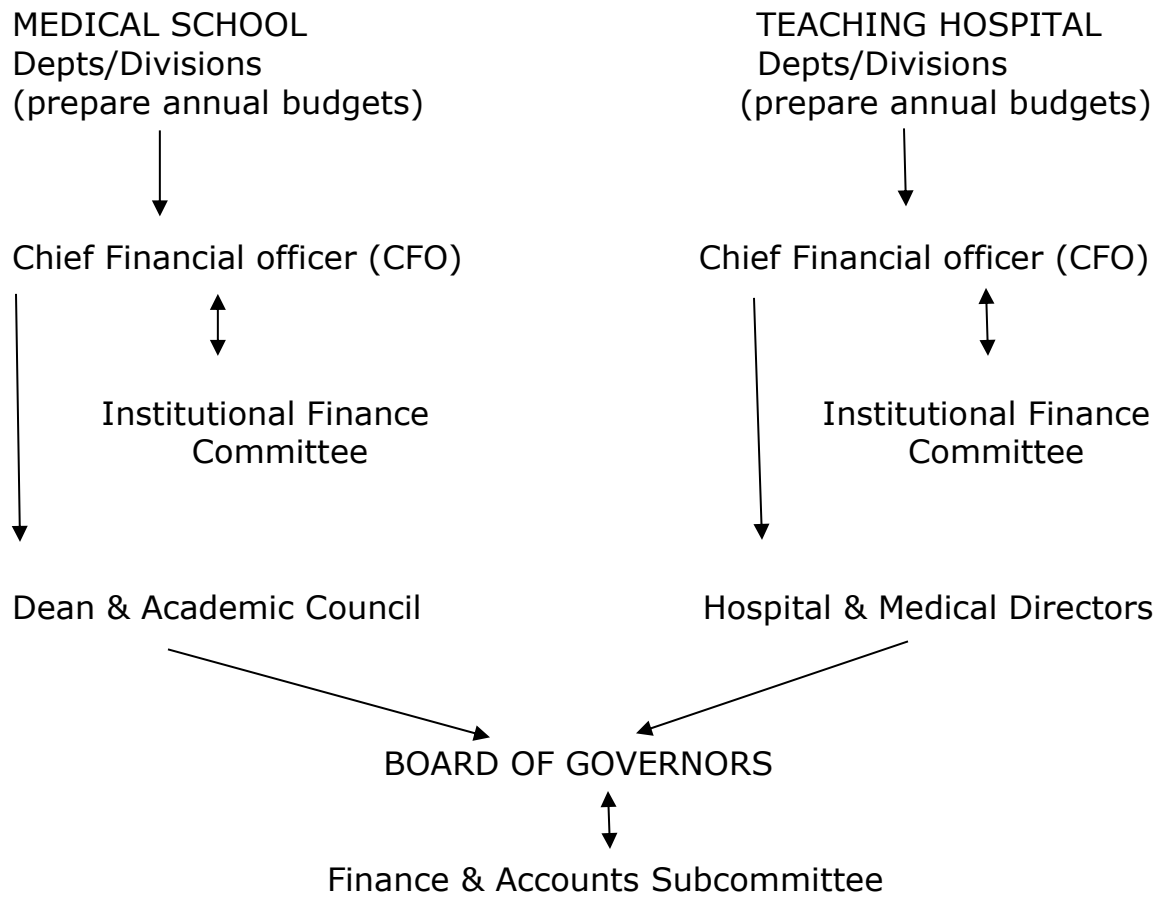 MEDICAL SCHOOL
Depts/Divisions
(prepare annual budgets)
TEACHING HOSPITAL
Depts/Divisions
(prepare annual budgets)
Chief Financial officer (CFO)
Chief Financial officer (CFO)
Institutional Finance
Committee
Institutional Finance
Committee
Dean & Academic Council
Hospital & Medical Directors
BOARD OF GOVERNORS
Finance & Accounts Subcommittee